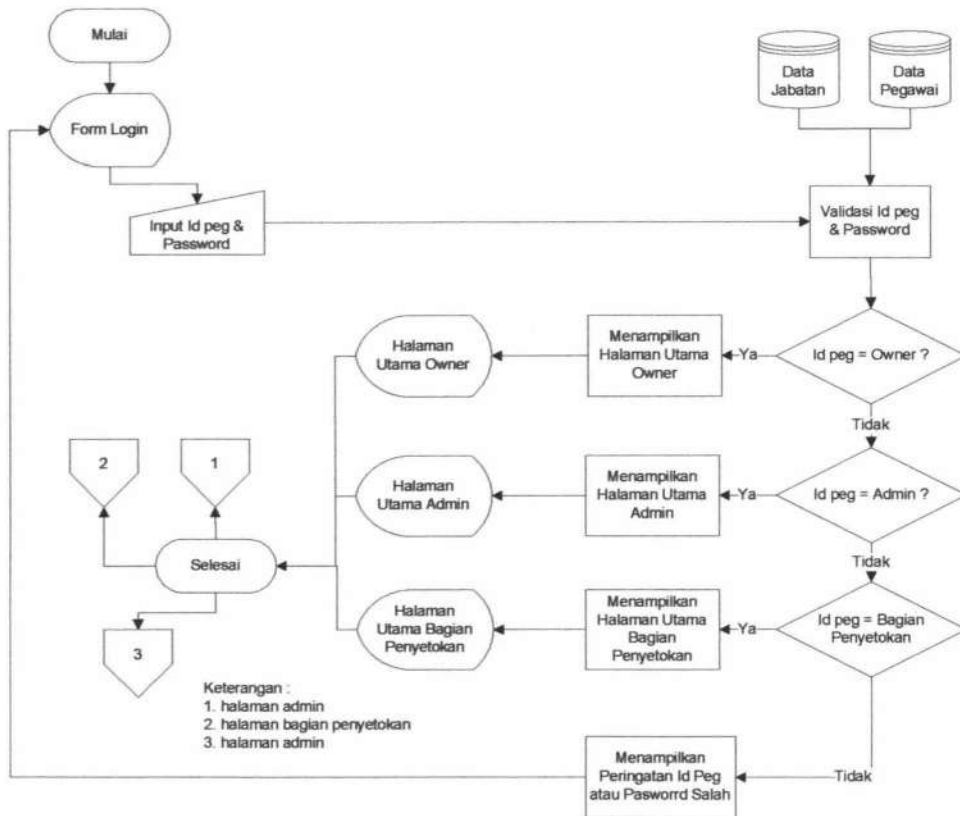 Mulai
Data
Jabatan
Data
Pegawai
Form Login
Input Id peg &
Password
Validasi Id peg
& Password
Id peg = Owner ?
Ya
Menampilkan
Halaman Utama
Owner
Halaman
Utama Owner
Tidak
Id peg = Admin ?
Ya
Menampilkan
Halaman Utama
Admin
Halaman
Utama Admin
2
1
Selesai
3
Tidak
Id peg = Bagian
Penyetokan
Ya
Menampilkan
Halaman Utama
Bagian
Penyetokan
Halaman
Utama Bagian
Penyetokan
Keterangan :
1. halaman admin
2. halaman bagian penyetokan
3. halaman admin
Tidak
Menampilkan
Peringatan Id Peg
atau Pasworrd Salah